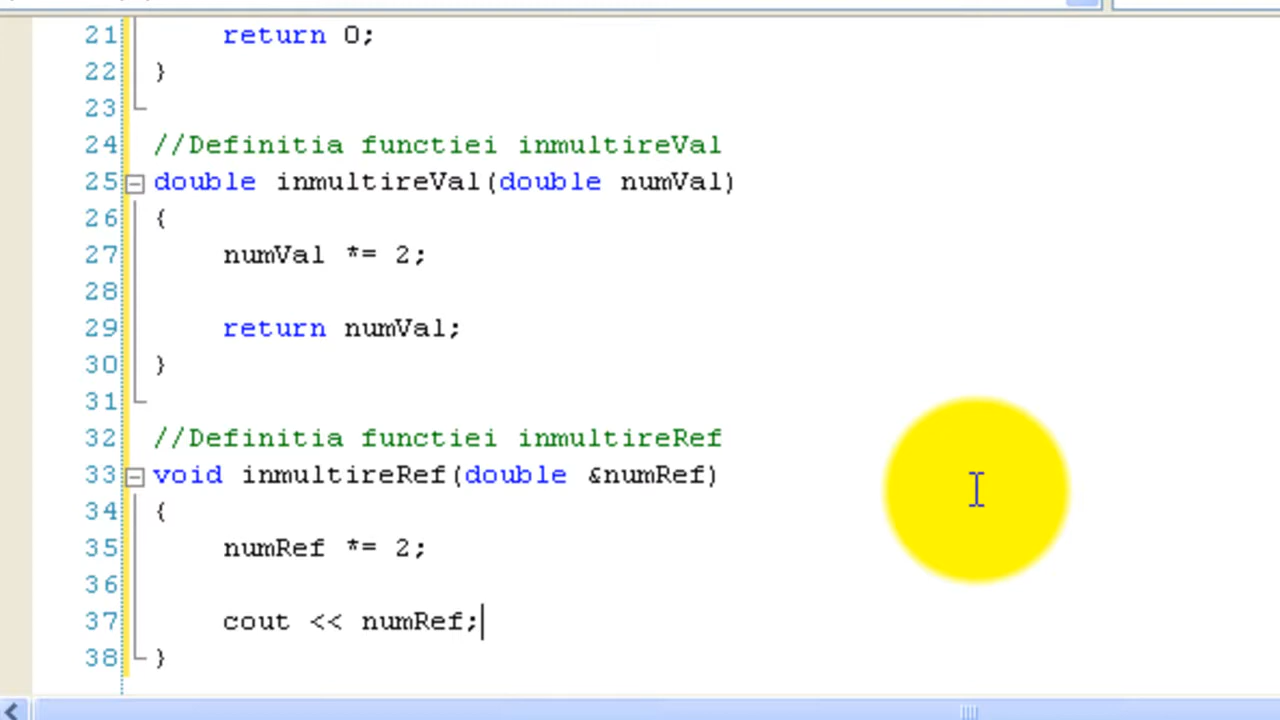 21 return 0;
22 }
23
24 //Definitia functiei inmultireVal
25 double inmultireVal(double numVal)
26 {
27 numVal *= 2;
28
29 return numVal;
30 }
31
32 //Definitia functiei inmultireRef
33 void inmultireRef(double &numRef)
34 {
35 numRef *= 2;
36
37 cout << numRef;
38 }